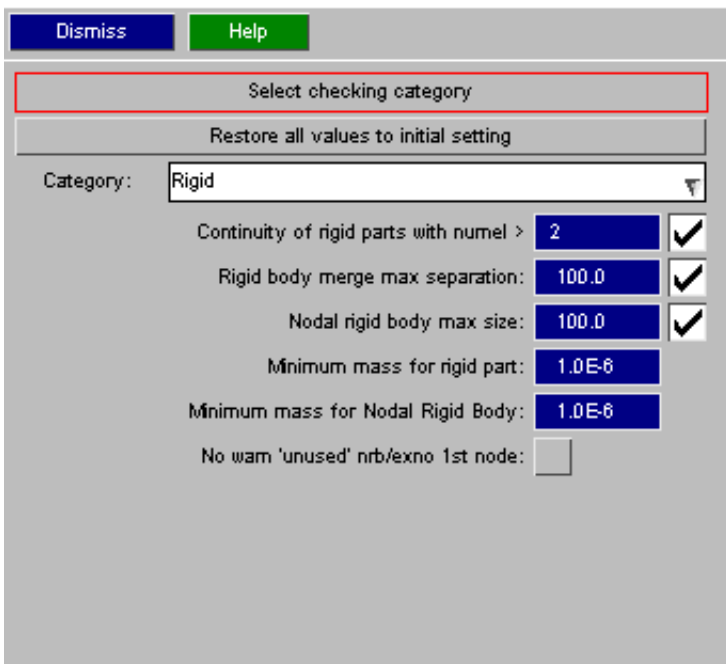 Dismiss Help
Select checking category
Restore all values to initial setting
Category: Rigid
Continuity of rigid parts with numel > 2
Rigid body merge max separation: 100.0
Nodal rigid body max size: 100.0
Minimum mass for rigid part: 1.0E-6
Minimum mass for Nodal Rigid Body: 1.0E-6
No warn 'unused' nrb/exno 1st node: